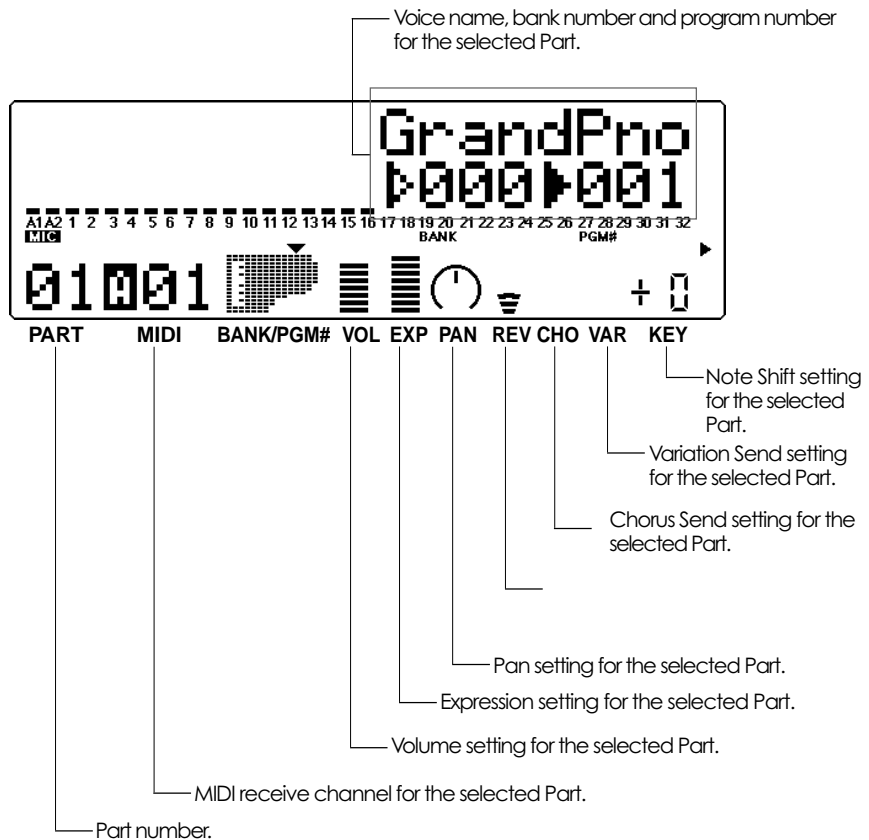 Voice name, bank number and program number
for the selected Part.
GrandPno
000 001
A1 A2 1 2 3 4 5 6 7 8 9 10 11 12 13 14 15 16 17 18 19 20 21 22 23 24 25 26 27 28 29 30 31 32
MIC BANK PGM#
01 A 01 + 0
PART MIDI BANK/PGM# VOL EXP PAN REV CHO VAR KEY
Note Shift setting
for the selected
Part.
Variation Send setting
for the selected Part.
Chorus Send setting for the
selected Part.
Pan setting for the selected Part.
Expression setting for the selected Part.
Volume setting for the selected Part.
MIDI receive channel for the selected Part.
Part number.